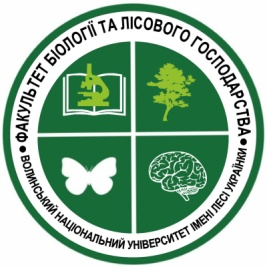 ФАКУЛЬТЕТ БІОЛОГІЇ ТА ЛІСОВОГО ГОСПОДАРСТВА
ВОЛИНСЬКИЙ НАЦІОНАЛЬНИЙ УНІВЕРСИТЕТ ІМЕНІ ЛЕСІ УКРАЇНКИ